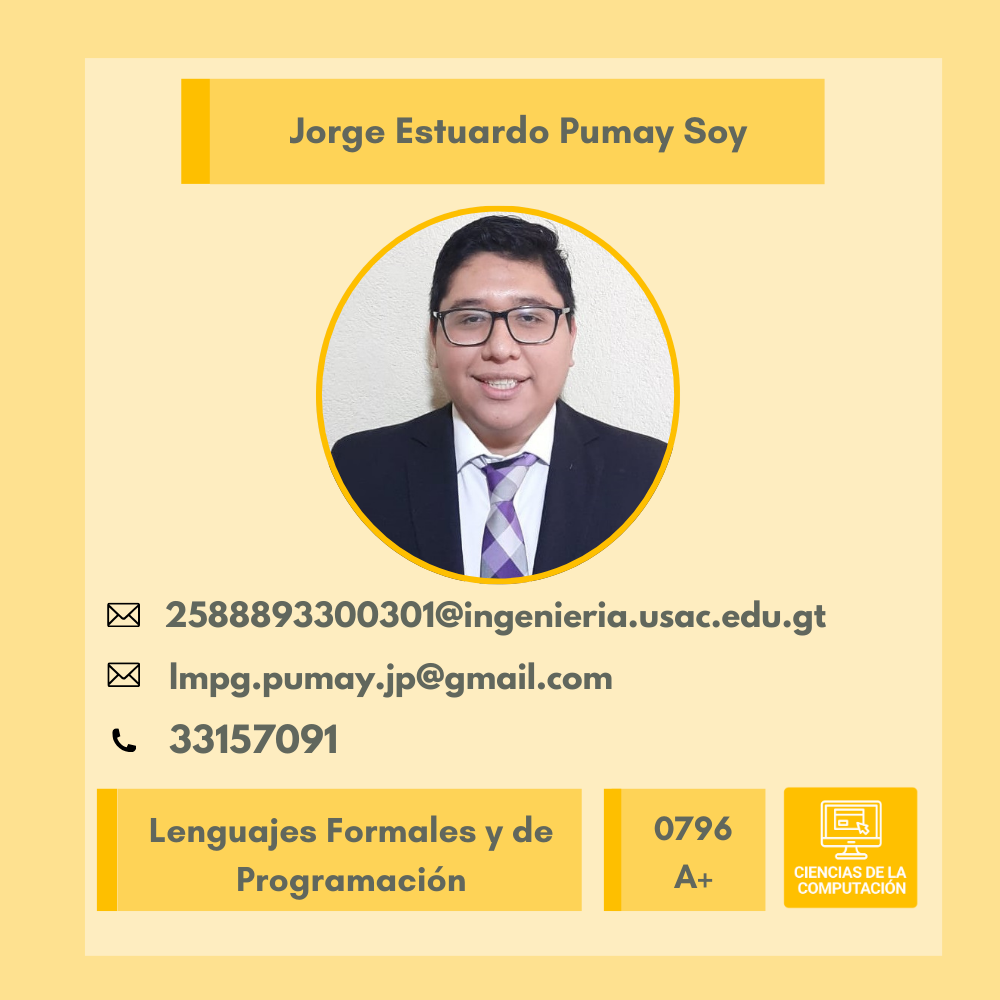 Jorge Estuardo Pumay Soy
2588893300301@ingenieria.usac.edu.gt
lmpg.pumay.jp@gmail.com
33157091
Lenguajes Formales y de
Programación
0796
A+
CIENCIAS DE LA
COMPUTACIÓN